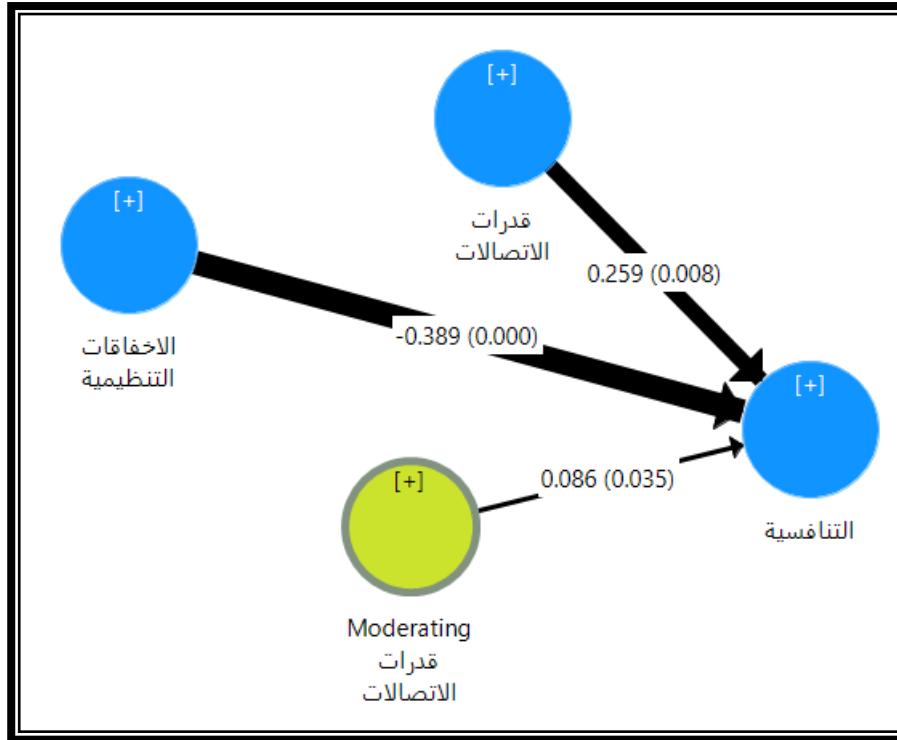 [+]
قدرات
الاتصالات
[+]
الاخفاقات
التنظيمية
0.259 (0.008)
-0.389 (0.000)
[+]
التنافسية
0.086 (0.035)
[+]
Moderating
قدرات
الاتصالات